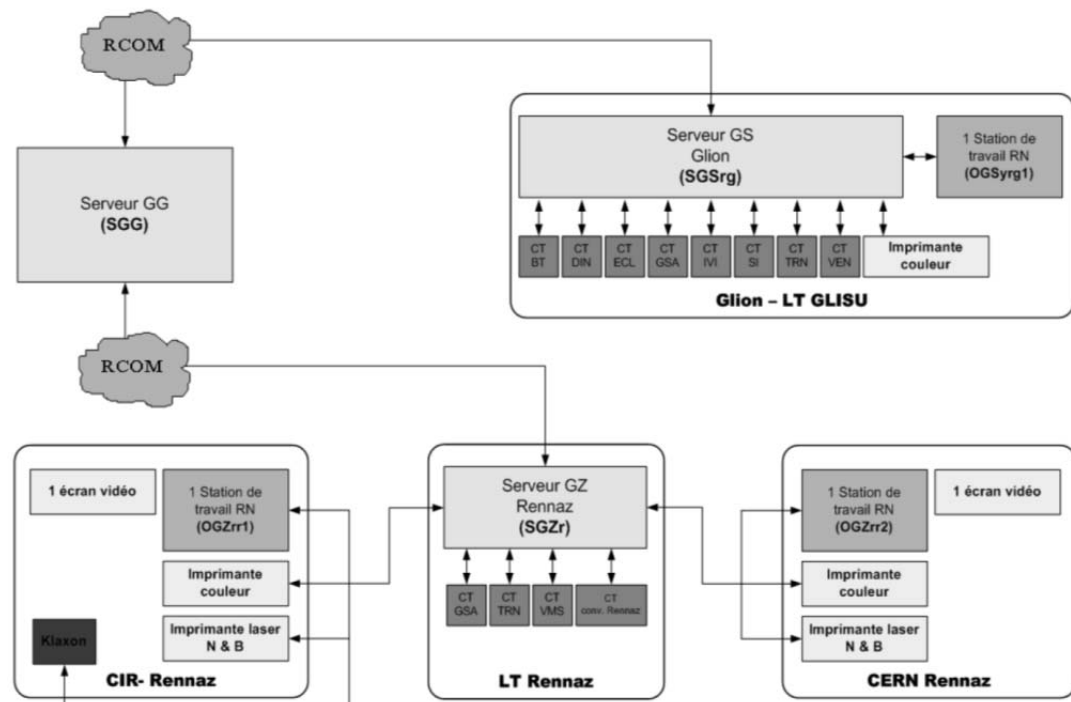 RCOM
Serveur GS
Glion
(SGSrg)
1 Station de
travail RN
(OGSyrg1)
Serveur GG
(SGG)
CT
BT
CT
DIN
CT
ECL
CT
GSA
CT
IVI
CT
SI
CT
TRN
CT
VEN
Imprimante
couleur
Glion – LT GLISU
RCOM
1 écran vidéo
1 Station de
travail RN
(OGZrr1)
Imprimante
couleur
Imprimante laser
N & B
Klaxon
CIR- Rennaz
Serveur GZ
Rennaz
(SGZr)
CT
GSA
CT
TRN
CT
VMS
CT
conv. Rennaz
LT Rennaz
1 Station de
travail RN
(OGZrr2)
1 écran vidéo
Imprimante
couleur
Imprimante laser
N & B
CERN Rennaz